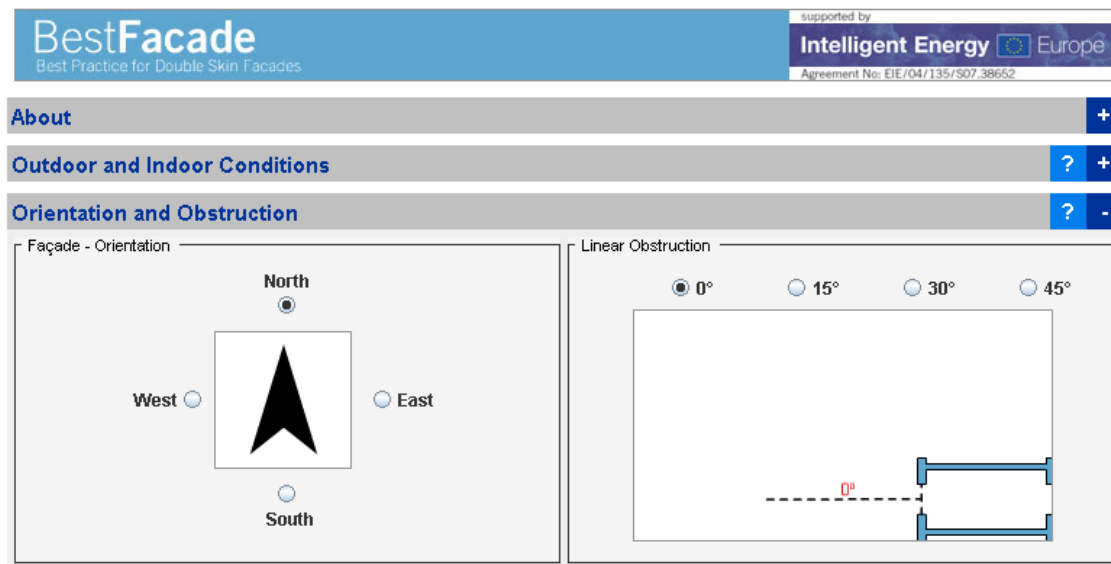 BestFacade
Best Practice for Double Skin Facades
supported by
Intelligent Energy Europe
Agreement No: EIE/04/135/S07.38652
About +
Outdoor and Indoor Conditions ? +
Orientation and Obstruction ? -
Façade - Orientation
North
West
East
South
Linear Obstruction
0° 15° 30° 45°
0°